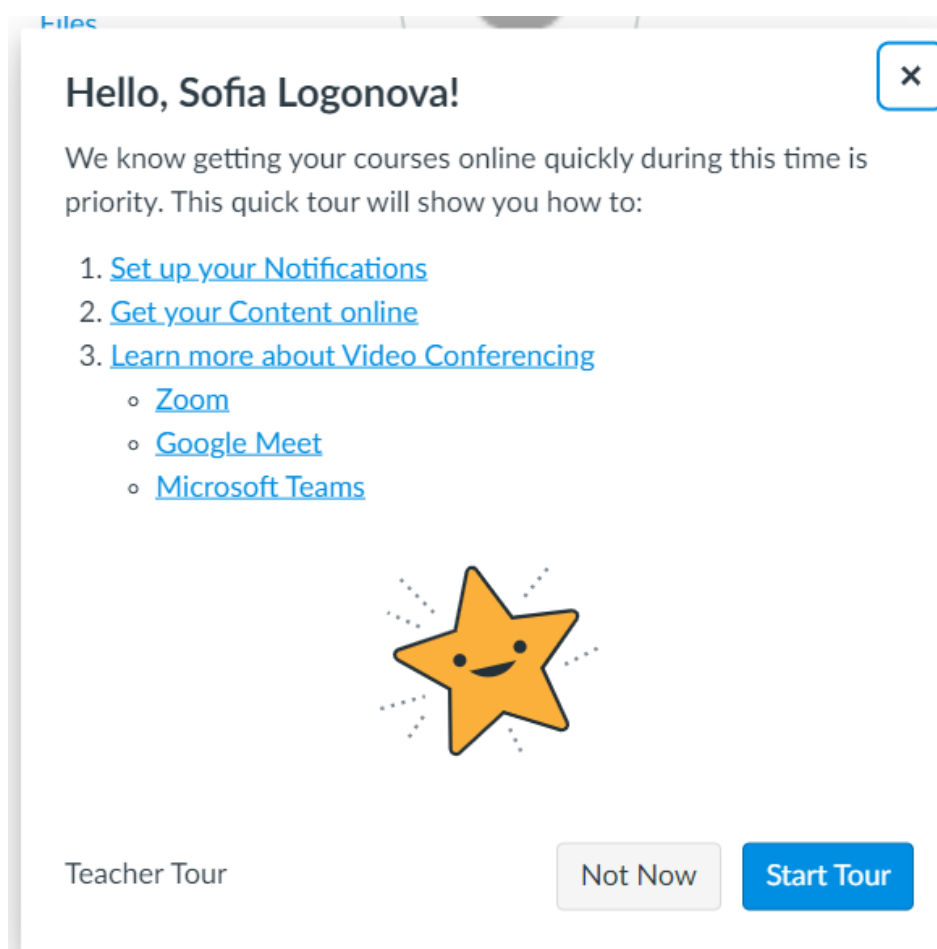 Files
Hello, Sofia Logonova!
We know getting your courses online quickly during this time is
priority. This quick tour will show you how to:
1. Set up your Notifications
2. Get your Content online
3. Learn more about Video Conferencing
Zoom
Google Meet
Microsoft Teams
Teacher Tour
Not Now
Start Tour